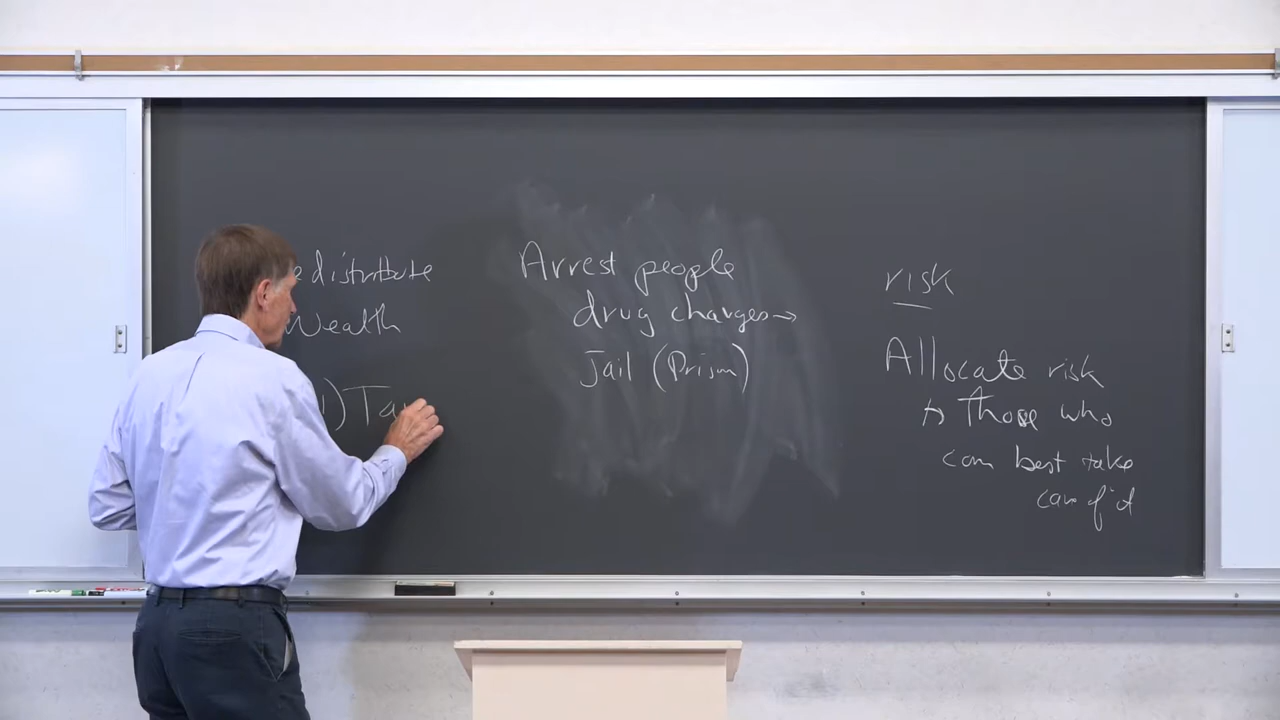 edistribute
Wealth
1) Ta
Arrest people
drug charges →
Jail (Prison)
risk
Allocate risk
to those who
can best take
care of it